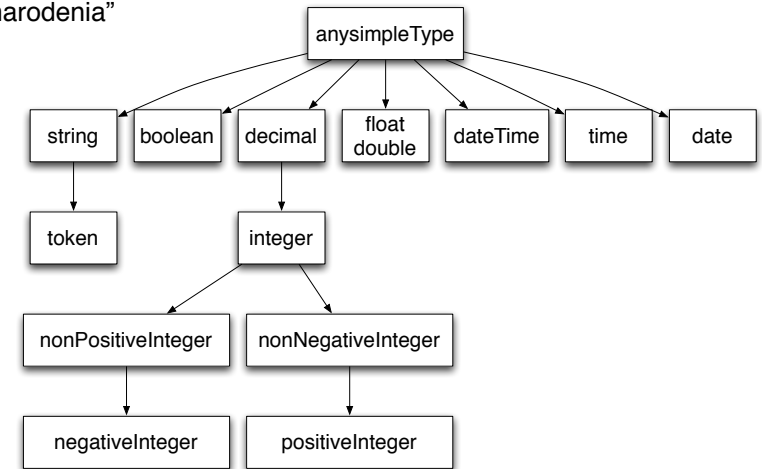 narodenia”
anysimpleType
string
boolean
decimal
float
double
dateTime
time
date
token
integer
nonPositiveInteger
nonNegativeInteger
negativeInteger
positiveInteger